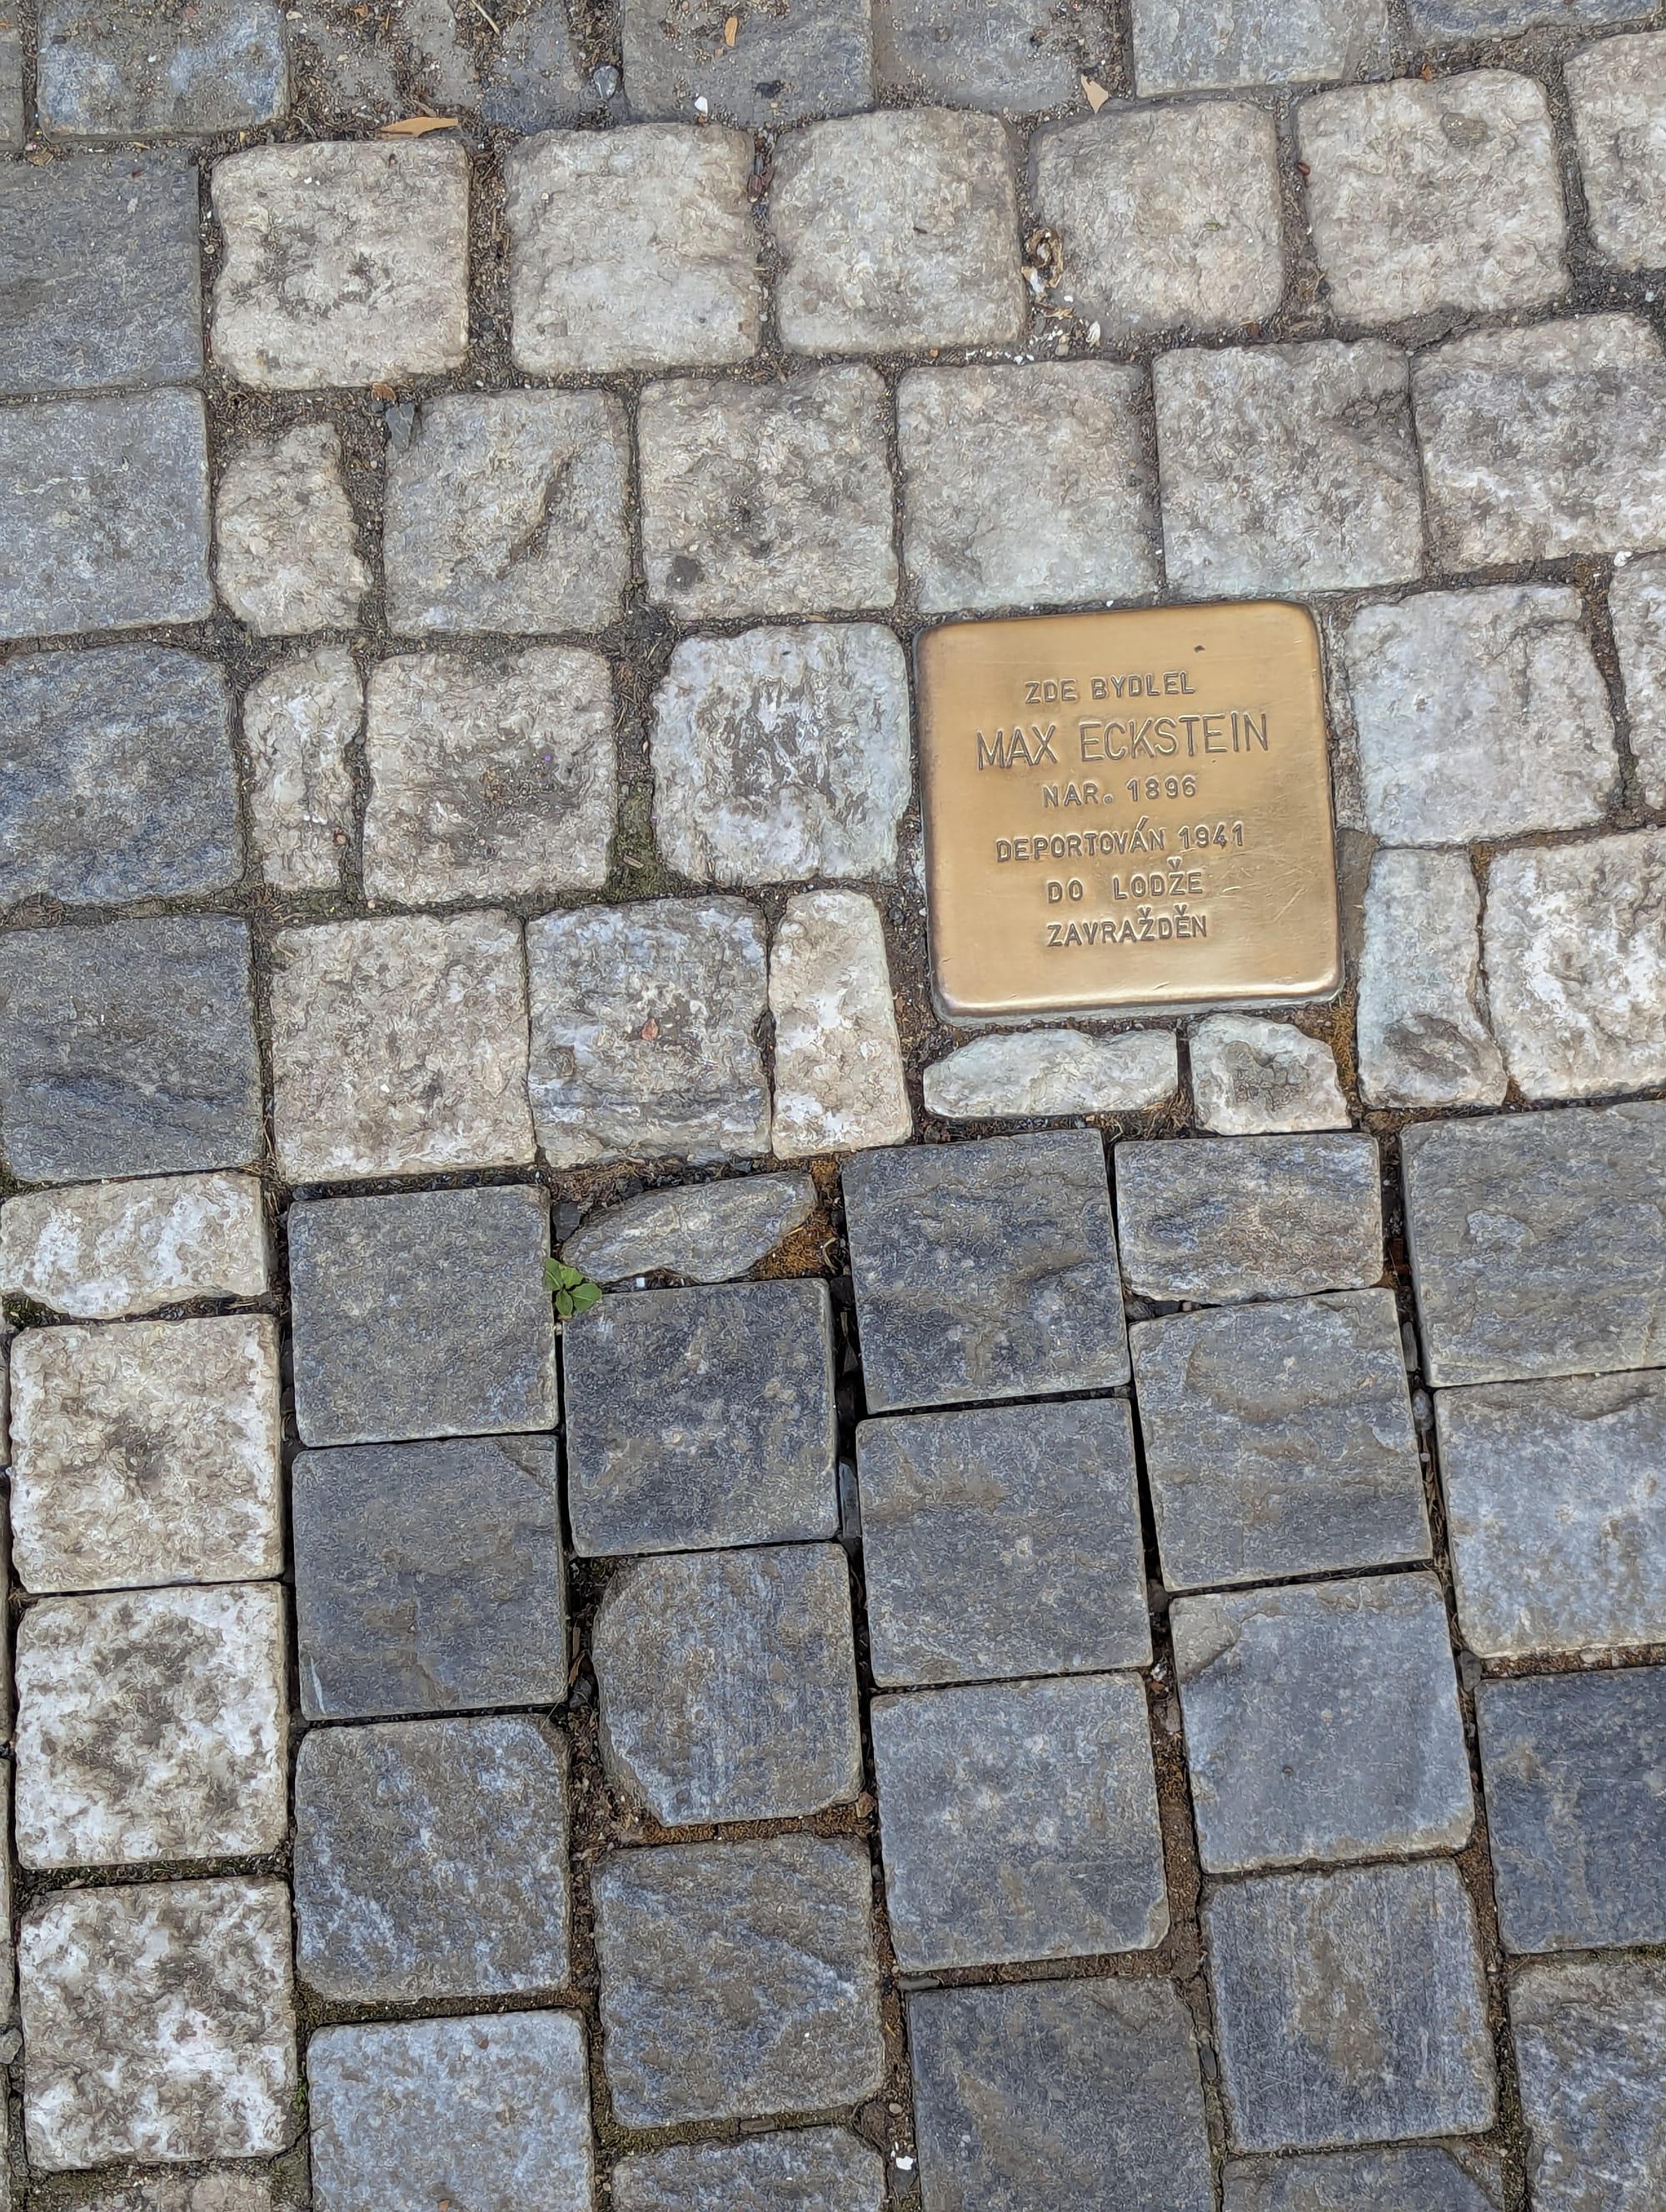 ZDE BYDLEL
MAX ECKSTEIN
NAR. 1896
DEPORTOVÁN 1941
DO LODŽE
ZAVRAŽDĚN